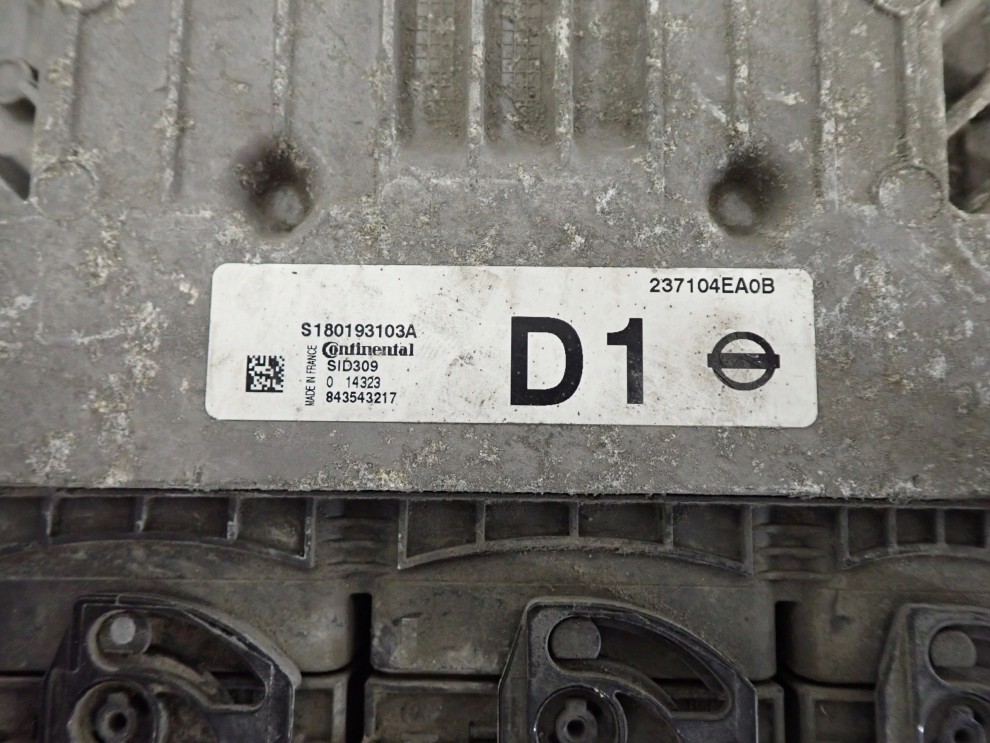 237104EA0B
S180193103A
Continental
SID309
0 14323
843543217
MADE IN FRANCE
D1